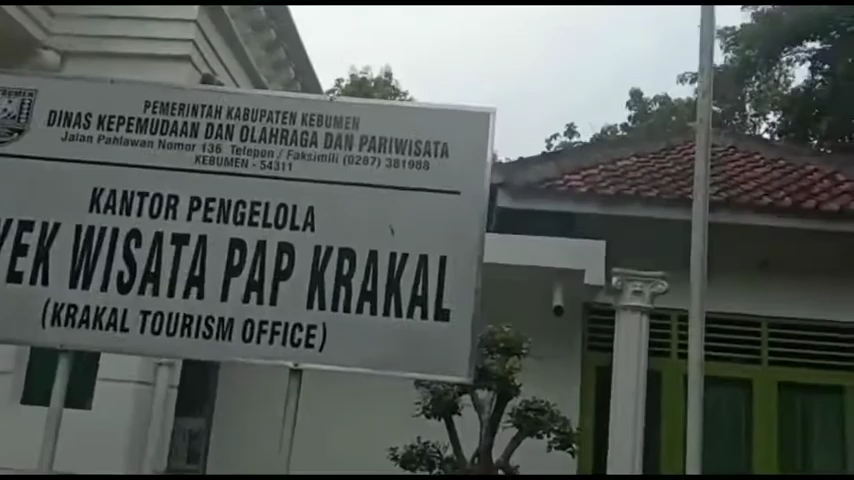 PEMERINTAH KABUPATEN KEBUMEN
DINAS KEPEMUDAAN DAN OLAHRAGA DAN PARIWISATA
Jalan Pahlawan Nomor 136 Telepon / Faksimili (0287) 381988
KEBUMEN - 54311
KANTOR PENGELOLA
YEK WISATA PAP KRAKAL
(KRAKAL TOURISM OFFICE)